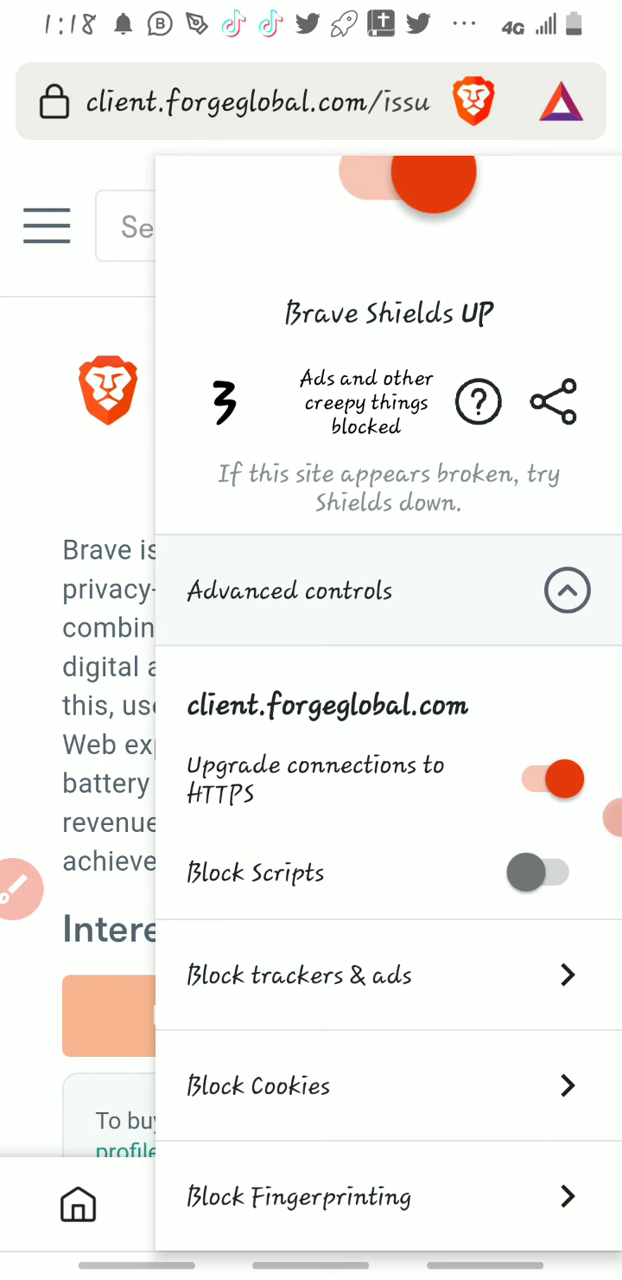 1:18
4G
client.forgeglobal.com/issu
Se
Brave Shields UP
3
Ads and other
creepy things
blocked
If this site appears broken, try
Shields down.
Brave is
privacy-
combin
digital a
this, use
Web exp
battery
revenue
achieve
Advanced controls
client.forgeglobal.com
Upgrade connections to
HTTPS
Block Scripts
Intere
Block trackers & ads
Block Cookies
To buy
profile
Block Fingerprinting